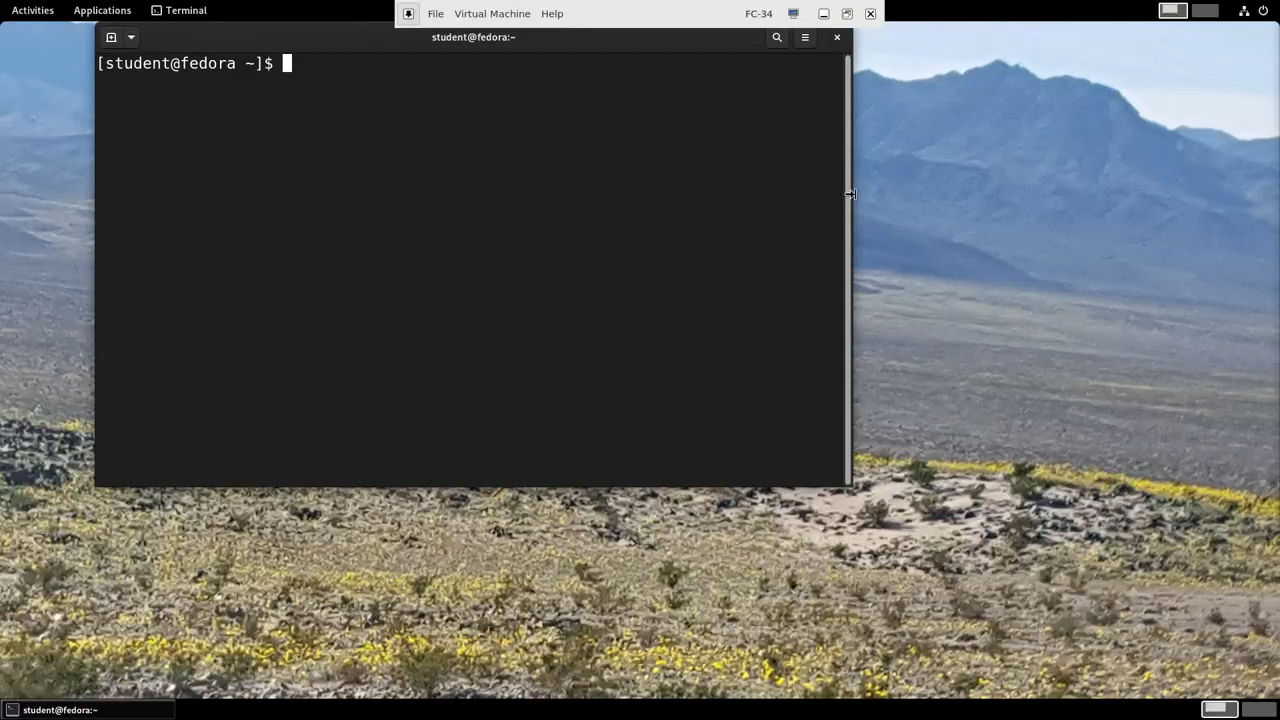 Activities Applications Terminal
File Virtual Machine Help FC-34
student@fedora:~
[student@fedora ~]$
student@fedora:~